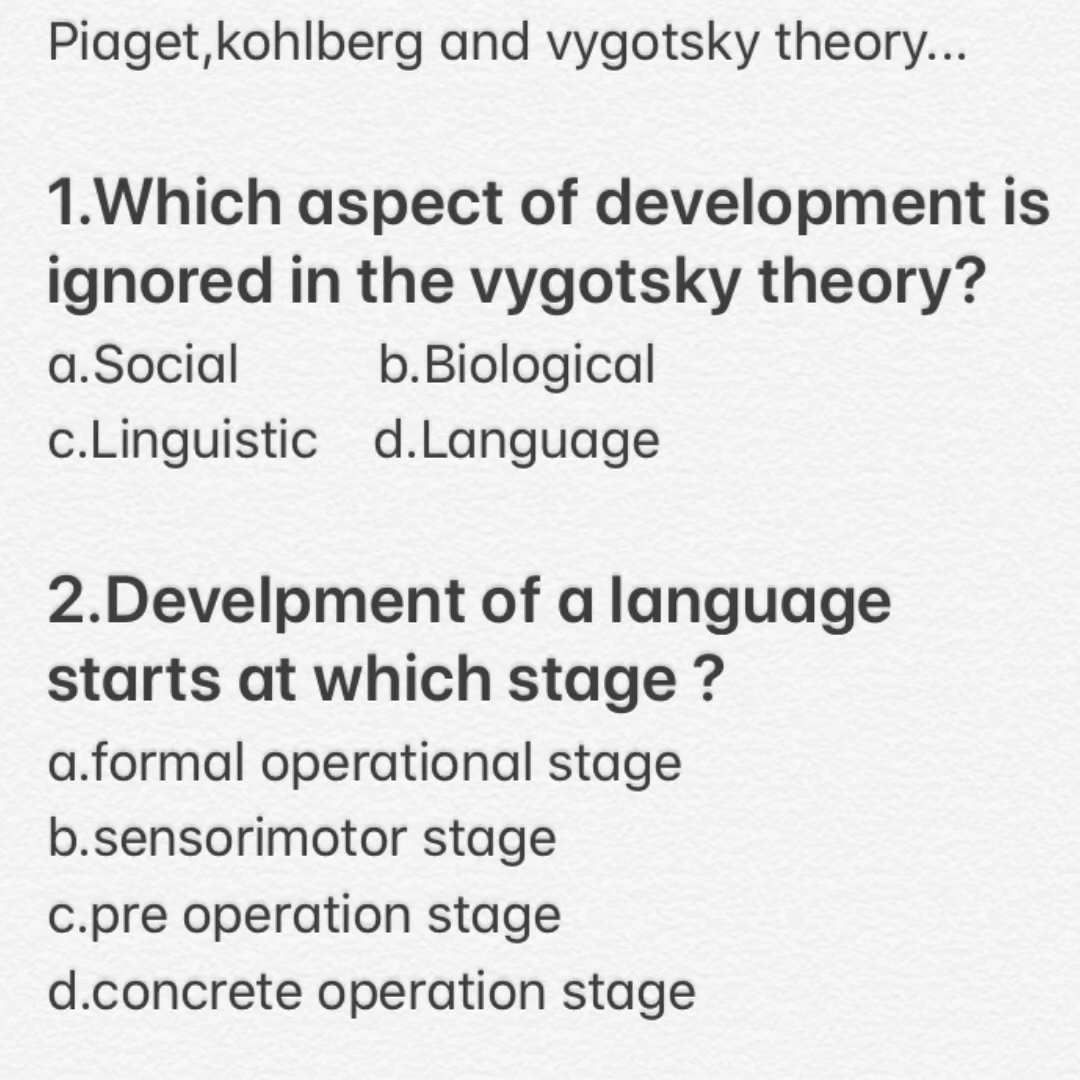 Piaget,kohlberg and vygotsky theory...
1.Which aspect of development is
ignored in the vygotsky theory?
a.Social b.Biological
c.Linguistic d.Language
2.Develpment of a language
starts at which stage ?
a.formal operational stage
b.sensorimotor stage
c.pre operation stage
d.concrete operation stage